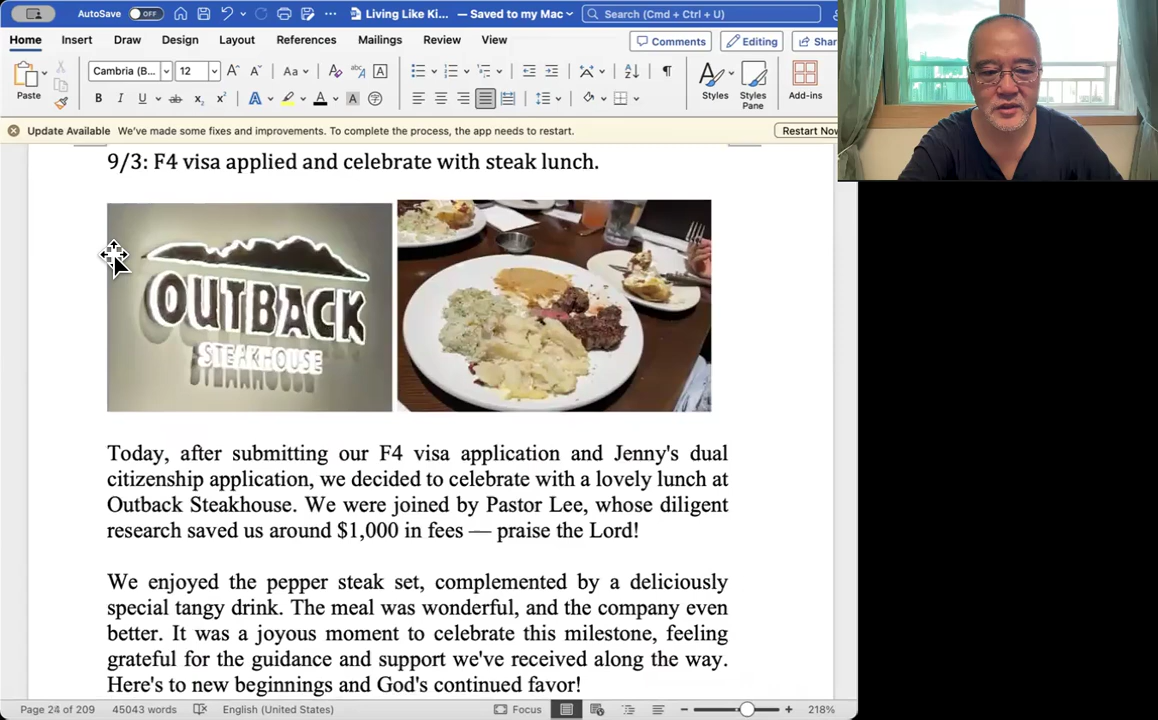 AutoSave OFF Living Like Ki... — Saved to my Mac Search (Cmd + Ctrl + U)
Home Insert Draw Design Layout References Mailings Review View Comments Editing Shar
Paste Cambria (B... 12 Styles Styles Pane Add-ins
Update Available We've made some fixes and improvements. To complete the process, the app needs to restart. Restart Now
9/3: F4 visa applied and celebrate with steak lunch.
OUTBACK
STEAKHOUSE
Today, after submitting our F4 visa application and Jenny's dual
citizenship application, we decided to celebrate with a lovely lunch at
Outback Steakhouse. We were joined by Pastor Lee, whose diligent
research saved us around $1,000 in fees — praise the Lord!
We enjoyed the pepper steak set, complemented by a deliciously
special tangy drink. The meal was wonderful, and the company even
better. It was a joyous moment to celebrate this milestone, feeling
grateful for the guidance and support we've received along the way.
Here's to new beginnings and God's continued favor!
Page 24 of 209 45043 words English (United States) Focus 218%